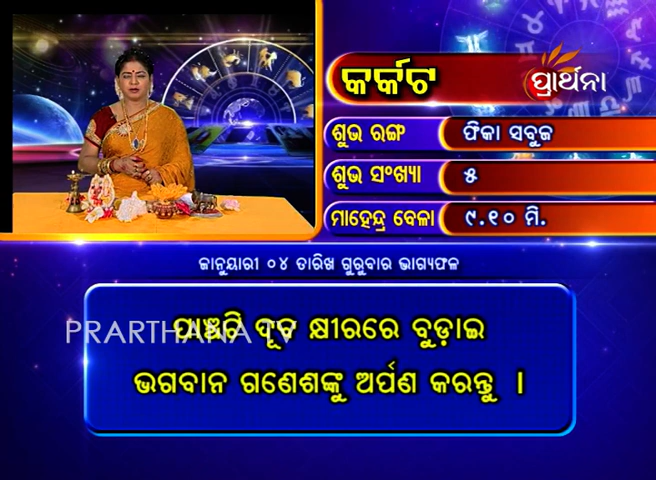 କର୍କଟ
ପ୍ରାର୍ଥନା
ଶୁଭ ରଙ୍ଗ ଫିକା ସବୁଜ
ଶୁଭ ସଂଖ୍ୟା ୫
ମାହେନ୍ଦ୍ର ବେଳା ୯.୧୦ ମି.
ଜାନୁୟାରୀ ୦୪ ତାରିଖ ଗୁରୁବାର ଭାଗ୍ୟଫଳ
PRARTHANA TV
ପାଞ୍ଚଟି ଦୂବ କ୍ଷୀରରେ ବୁଡ଼ାଇ
ଭଗବାନ ଗଣେଶଙ୍କୁ ଅର୍ପଣ କରନ୍ତୁ ।